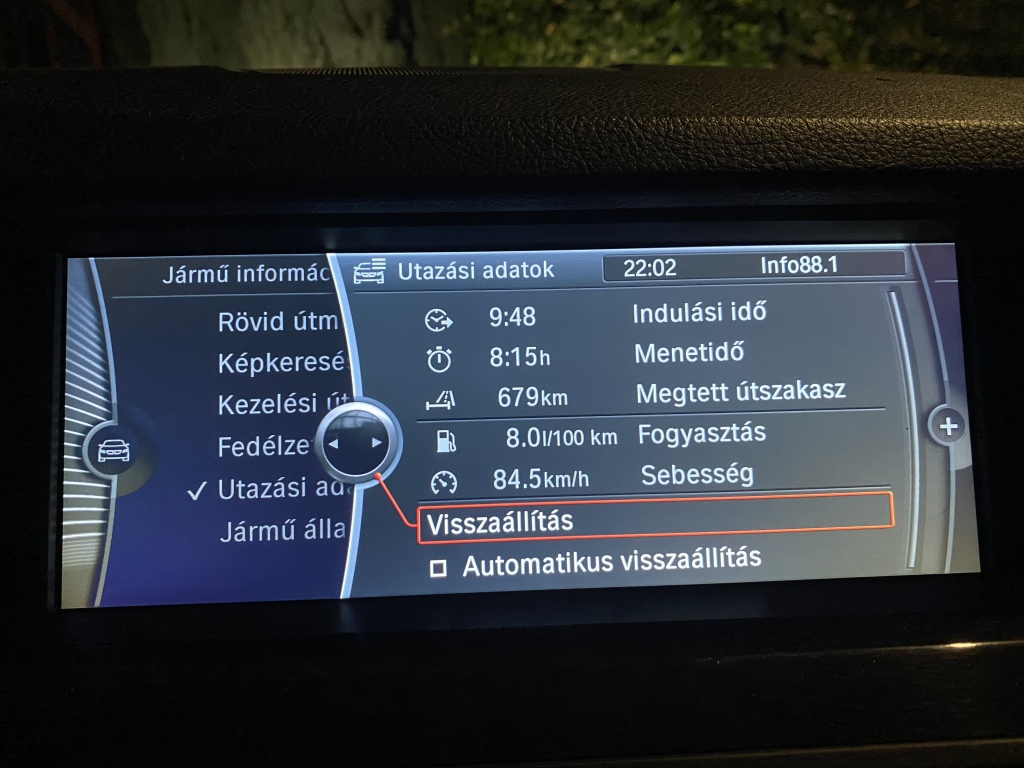 Jármű informác
Rövid útm
Képkeresé
Kezelési út
Fedélze
✓ Utazási ada
Jármű álla
Utazási adatok 22:02 Info88.1
9:48 Indulási idő
8:15h Menetidő
679km Megtett útszakasz
8.0l/100 km Fogyasztás
84.5km/h Sebesség
Visszaállítás
Automatikus visszaállítás